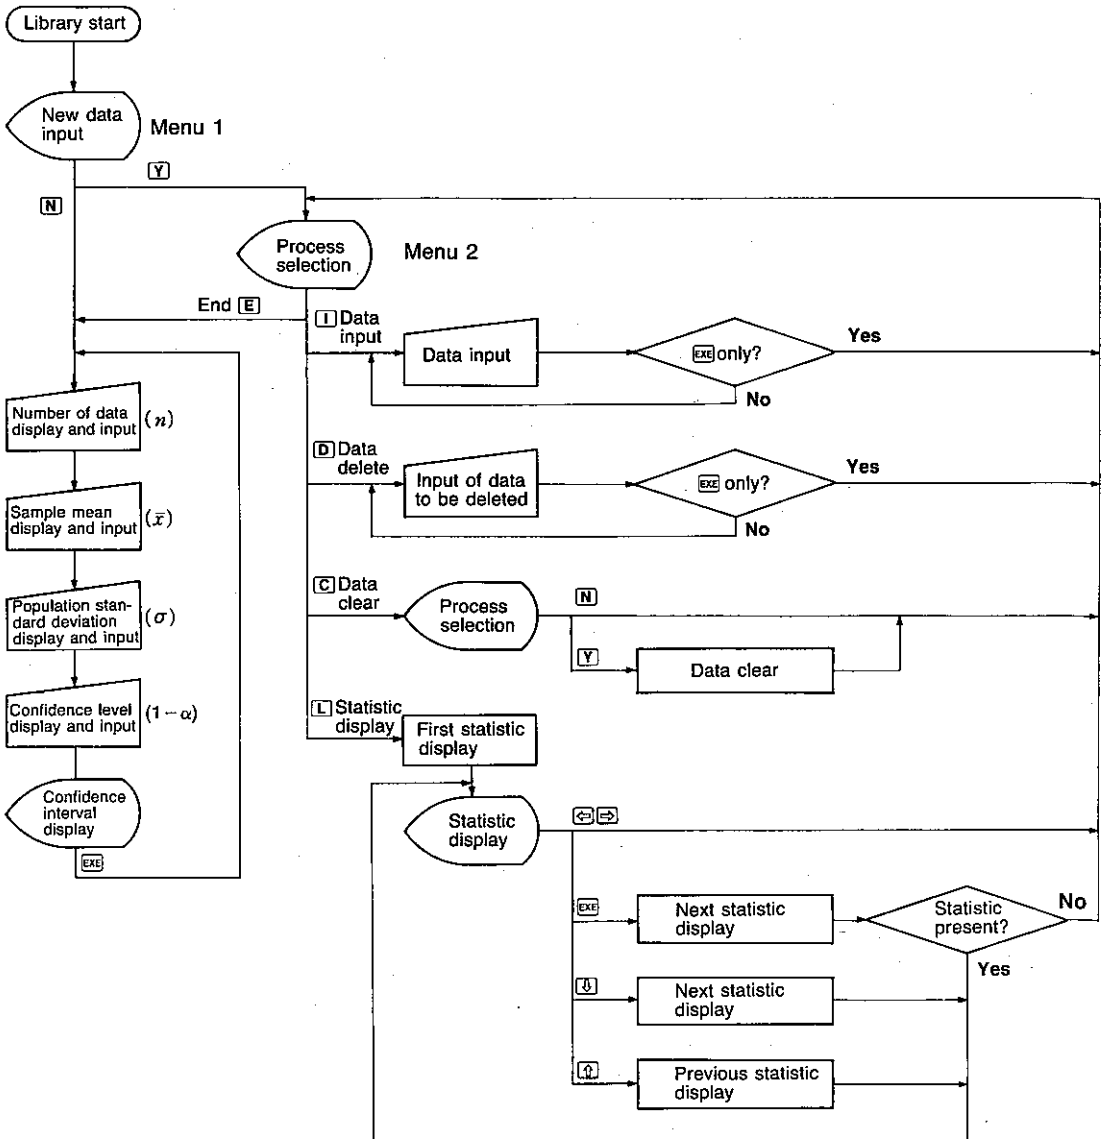 Library start
New data
input
Menu 1
Y
N
Process
selection
Menu 2
End E
I Data
input
Data input
EXE only?
Yes
No
Number of data
display and input
(n)
D Data
delete
Input of data
to be deleted
EXE only?
Yes
No
Sample mean
display and input
(x̄)
Population stan-
dard deviation
display and input
(σ)
C Data
clear
Process
selection
N
Y
Data clear
Confidence level
display and input
(1−α)
L Statistic
display
First statistic
display
Confidence
interval
display
EXE
Statistic
display
⇦ ⇨
EXE
Next statistic
display
Statistic
present?
No
Yes
⇩
Next statistic
display
⇧
Previous statistic
display